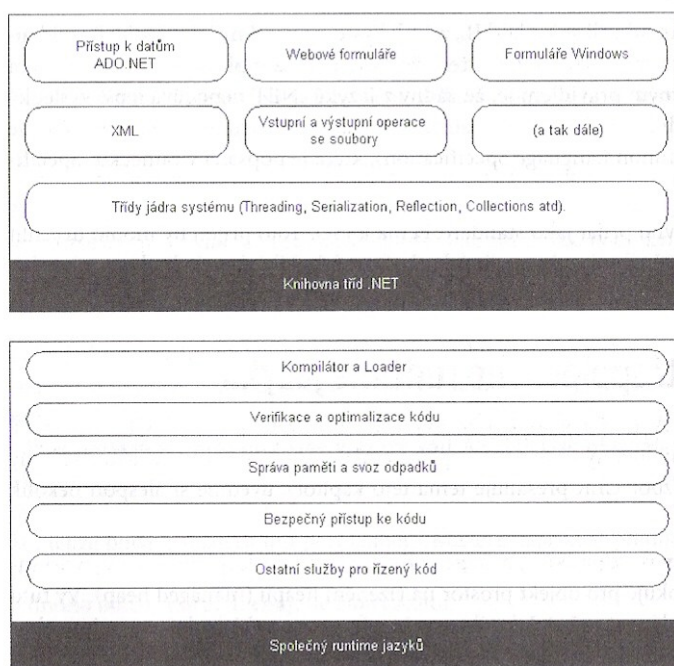 Přístup k datům
ADO.NET
Webové formuláře
Formuláře Windows
XML
Vstupní a výstupní operace
se soubory
(a tak dále)
Třídy jádra systému (Threading, Serialization, Reflection, Collections atd).
Knihovna tříd .NET
Kompilátor a Loader
Verifikace a optimalizace kódu
Správa paměti a svoz odpadků
Bezpečný přístup ke kódu
Ostatní služby pro řízený kód
Společný runtime jazyků